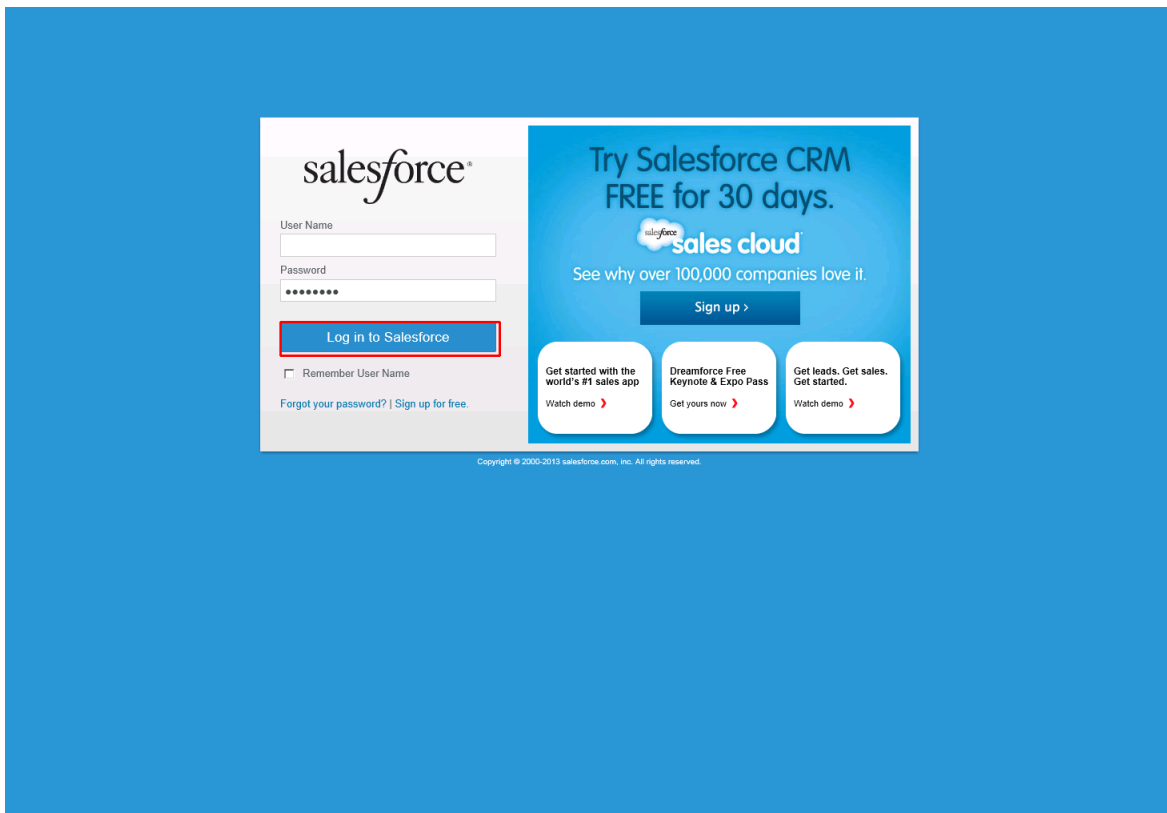 salesforce®
User Name
Password
••••••••
Log in to Salesforce
Remember User Name
Forgot your password? | Sign up for free.
Try Salesforce CRM
FREE for 30 days.
salesforce
sales cloud
See why over 100,000 companies love it.
Sign up >
Get started with the
world's #1 sales app
Watch demo ❯
Dreamforce Free
Keynote & Expo Pass
Get yours now ❯
Get leads. Get sales.
Get started.
Watch demo ❯
Copyright © 2000-2013 salesforce.com, inc. All rights reserved.